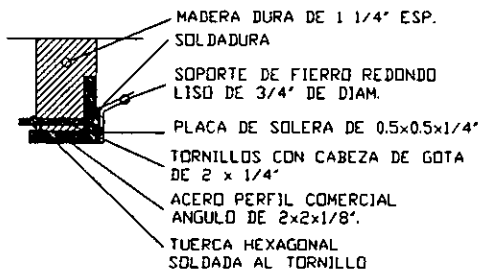 MADERA DURA DE 1 1/4" ESP.
SOLDADURA
SOPORTE DE FIERRO REDONDO
LISO DE 3/4" DE DIAM.
PLACA DE SOLERA DE 0.5x0.5x1/4"
TORNILLOS CON CABEZA DE GOTA
DE 2 x 1/4"
ACERO PERFIL COMERCIAL
ANGULO DE 2x2x1/8".
TUERCA HEXAGONAL
SOLDADA AL TORNILLO